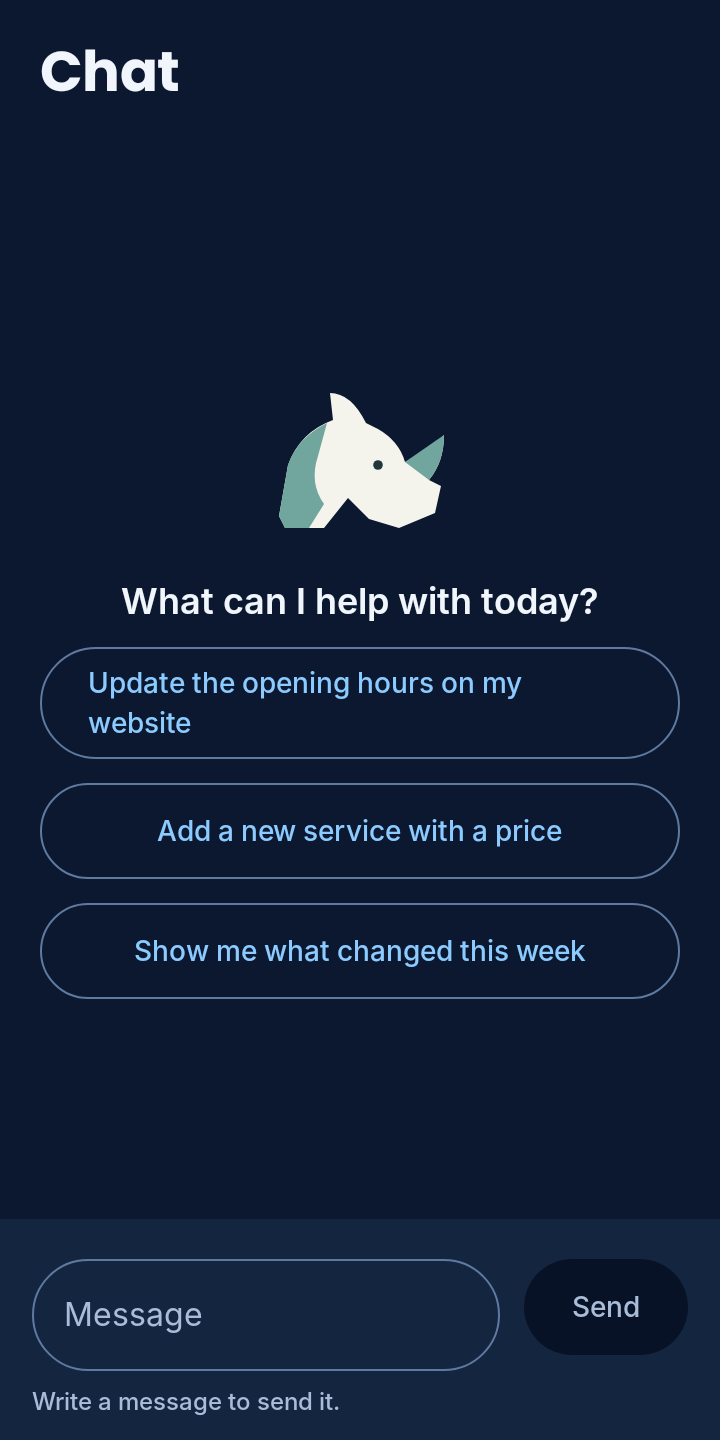 Chat
What can I help with today?
Update the opening hours on my
website
Add a new service with a price
Show me what changed this week
Message
Send
Write a message to send it.